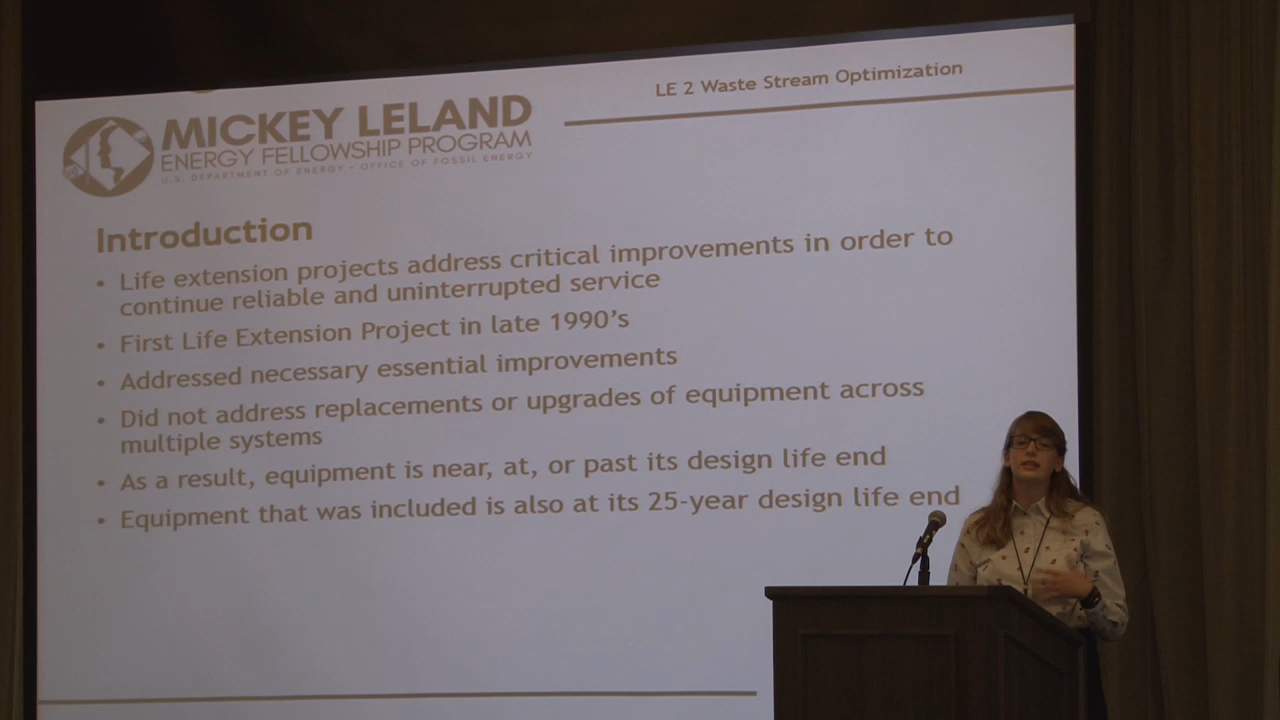 LE 2 Waste Stream Optimization
MICKEY LELAND
ENERGY FELLOWSHIP PROGRAM
U.S. DEPARTMENT OF ENERGY • OFFICE OF FOSSIL ENERGY
Introduction
• Life extension projects address critical improvements in order to
continue reliable and uninterrupted service
• First Life Extension Project in late 1990's
• Addressed necessary essential improvements
• Did not address replacements or upgrades of equipment across
multiple systems
• As a result, equipment is near, at, or past its design life end
• Equipment that was included is also at its 25-year design life end